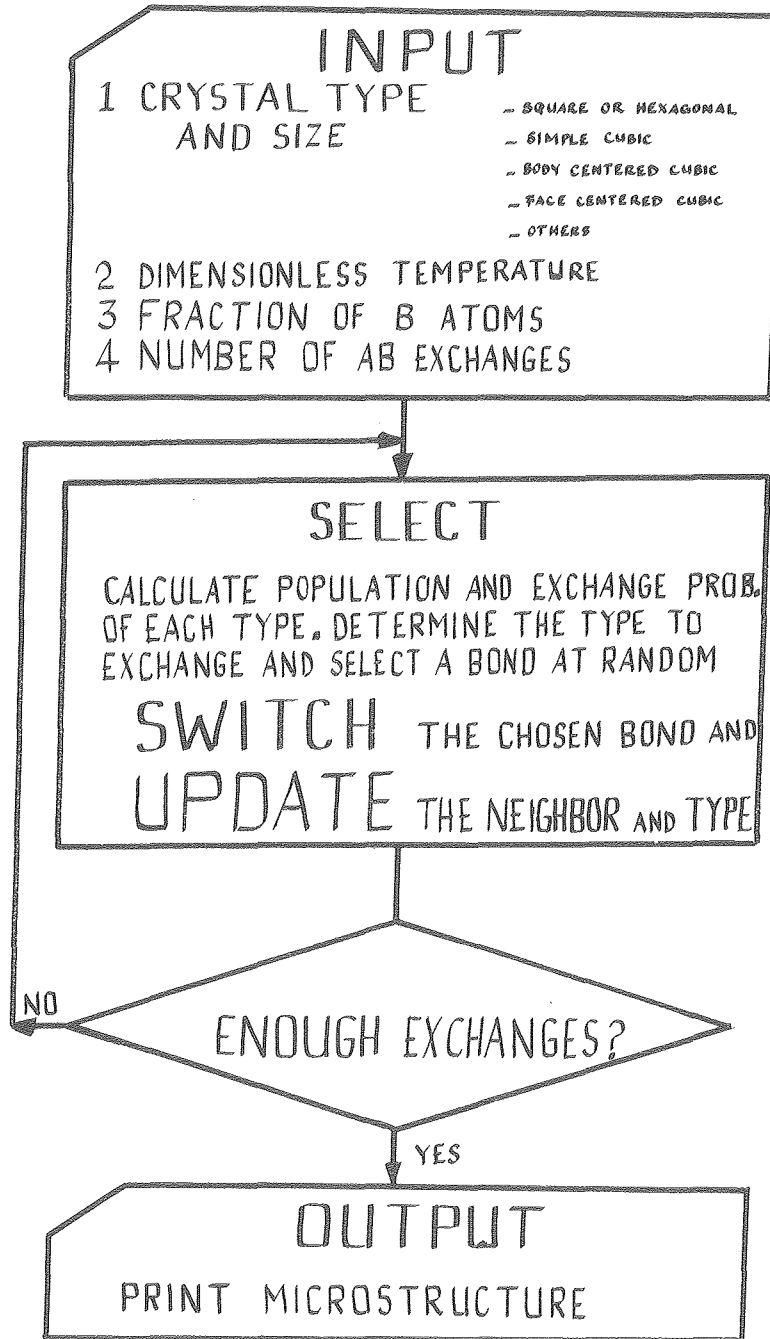 INPUT
1 CRYSTAL TYPE
AND SIZE
- SQUARE OR HEXAGONAL
- SIMPLE CUBIC
- BODY CENTERED CUBIC
- FACE CENTERED CUBIC
- OTHERS
2 DIMENSIONLESS TEMPERATURE
3 FRACTION OF B ATOMS
4 NUMBER OF AB EXCHANGES
SELECT
CALCULATE POPULATION AND EXCHANGE PROB.
OF EACH TYPE. DETERMINE THE TYPE TO
EXCHANGE AND SELECT A BOND AT RANDOM
SWITCH THE CHOSEN BOND AND
UPDATE THE NEIGHBOR AND TYPE
NO
ENOUGH EXCHANGES?
YES
OUTPUT
PRINT MICROSTRUCTURE